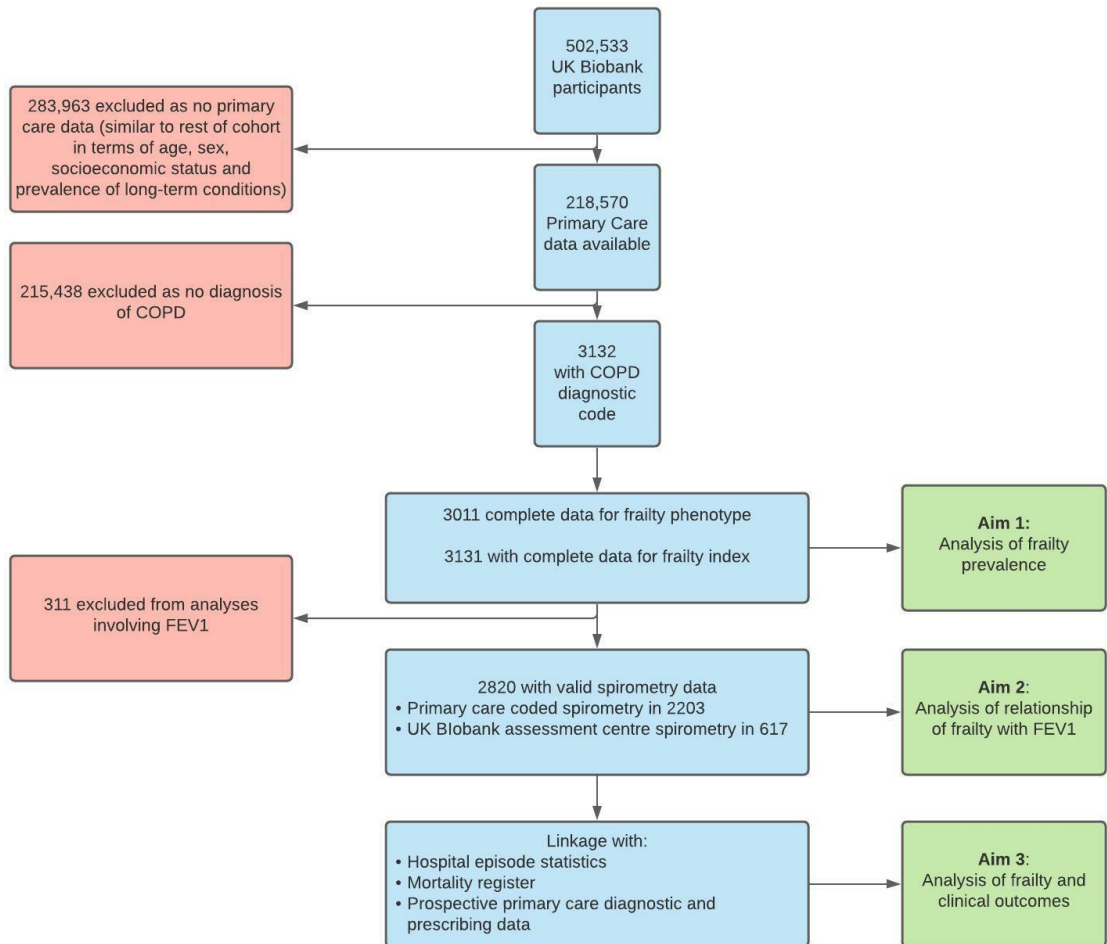 502,533
UK Biobank
participants
283,963 excluded as no primary
care data (similar to rest of cohort
in terms of age, sex,
socioeconomic status and
prevalence of long-term conditions)
218,570
Primary Care
data available
215,438 excluded as no diagnosis
of COPD
3132
with COPD
diagnostic
code
3011 complete data for frailty phenotype
3131 with complete data for frailty index
Aim 1:
Analysis of frailty
prevalence
311 excluded from analyses
involving FEV1
2820 with valid spirometry data
• Primary care coded spirometry in 2203
• UK BIobank assessment centre spirometry in 617
Aim 2:
Analysis of relationship
of frailty with FEV1
Linkage with:
• Hospital episode statistics
• Mortality register
• Prospective primary care diagnostic and
prescribing data
Aim 3:
Analysis of frailty and
clinical outcomes